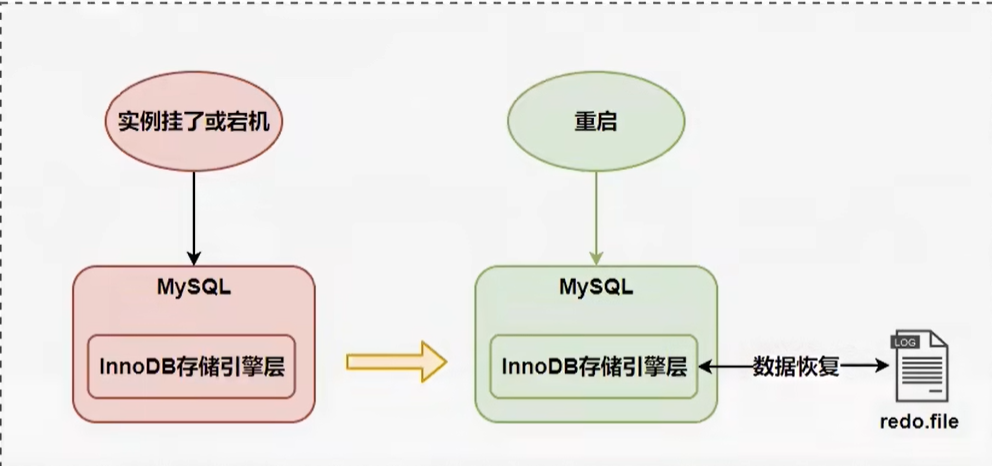 实例挂了或宕机
重启
MySQL
MySQL
InnoDB存储引擎层
InnoDB存储引擎层
数据恢复
LOG
redo.file